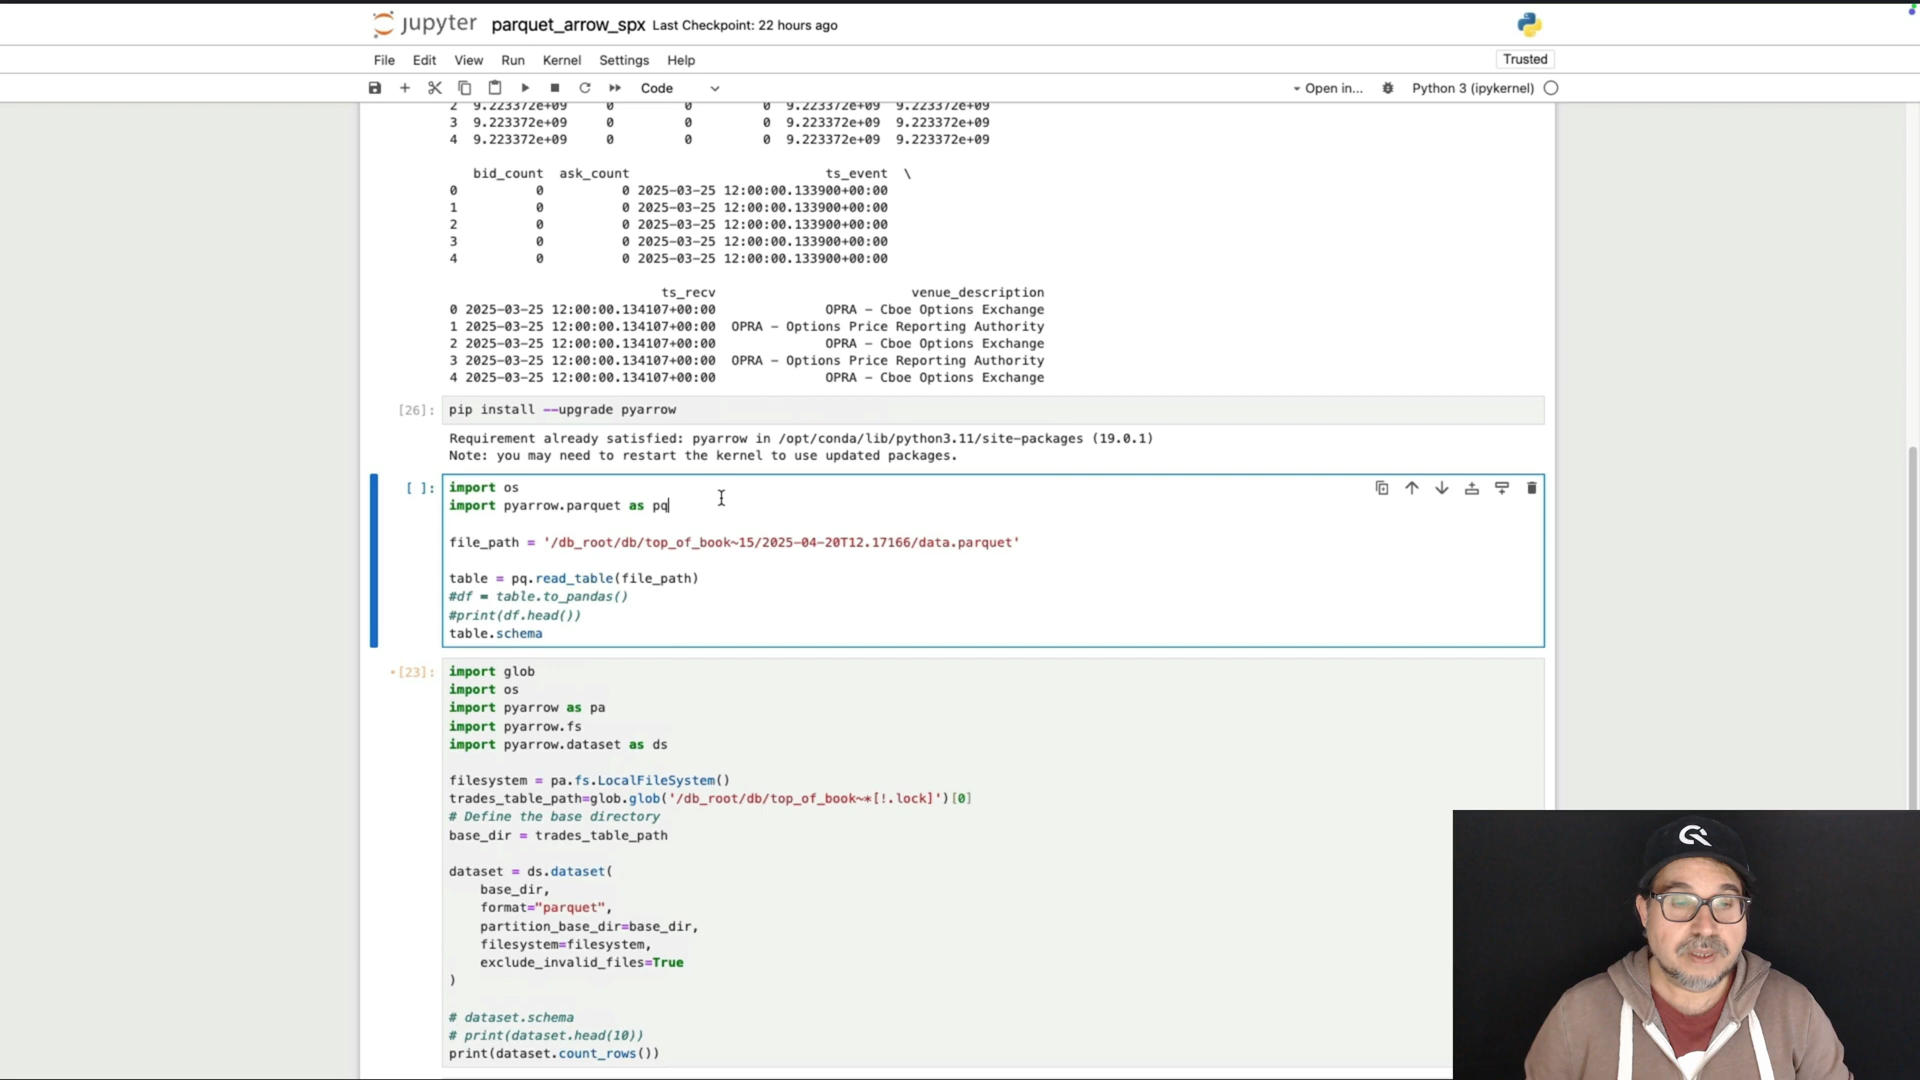 jupyter parquet_arrow_spx Last Checkpoint: 22 hours ago
File Edit View Run Kernel Settings Help Trusted
Code Open in... Python 3 (ipykernel)
2 9.223372e+09 0 0 0 9.223372e+09 9.223372e+09
3 9.223372e+09 0 0 0 9.223372e+09 9.223372e+09
4 9.223372e+09 0 0 0 9.223372e+09 9.223372e+09
bid_count ask_count ts_event \
0 0 0 2025-03-25 12:00:00.133900+00:00
1 0 0 2025-03-25 12:00:00.133900+00:00
2 0 0 2025-03-25 12:00:00.133900+00:00
3 0 0 2025-03-25 12:00:00.133900+00:00
4 0 0 2025-03-25 12:00:00.133900+00:00
ts_recv venue_description
0 2025-03-25 12:00:00.134107+00:00 OPRA – Cboe Options Exchange
1 2025-03-25 12:00:00.134107+00:00 OPRA – Options Price Reporting Authority
2 2025-03-25 12:00:00.134107+00:00 OPRA – Cboe Options Exchange
3 2025-03-25 12:00:00.134107+00:00 OPRA – Options Price Reporting Authority
4 2025-03-25 12:00:00.134107+00:00 OPRA – Cboe Options Exchange
[26]: pip install --upgrade pyarrow
Requirement already satisfied: pyarrow in /opt/conda/lib/python3.11/site-packages (19.0.1)
Note: you may need to restart the kernel to use updated packages.
[ ]: import os
import pyarrow.parquet as pq
file_path = '/db_root/db/top_of_book~15/2025-04-20T12.17166/data.parquet'
table = pq.read_table(file_path)
#df = table.to_pandas()
#print(df.head())
table.schema
[23]: import glob
import os
import pyarrow as pa
import pyarrow.fs
import pyarrow.dataset as ds
filesystem = pa.fs.LocalFileSystem()
trades_table_path=glob.glob('/db_root/db/top_of_book~*[!.lock]')[0]
# Define the base directory
base_dir = trades_table_path
dataset = ds.dataset(
base_dir,
format="parquet",
partition_base_dir=base_dir,
filesystem=filesystem,
exclude_invalid_files=True
)
# dataset.schema
# print(dataset.head(10))
print(dataset.count_rows())